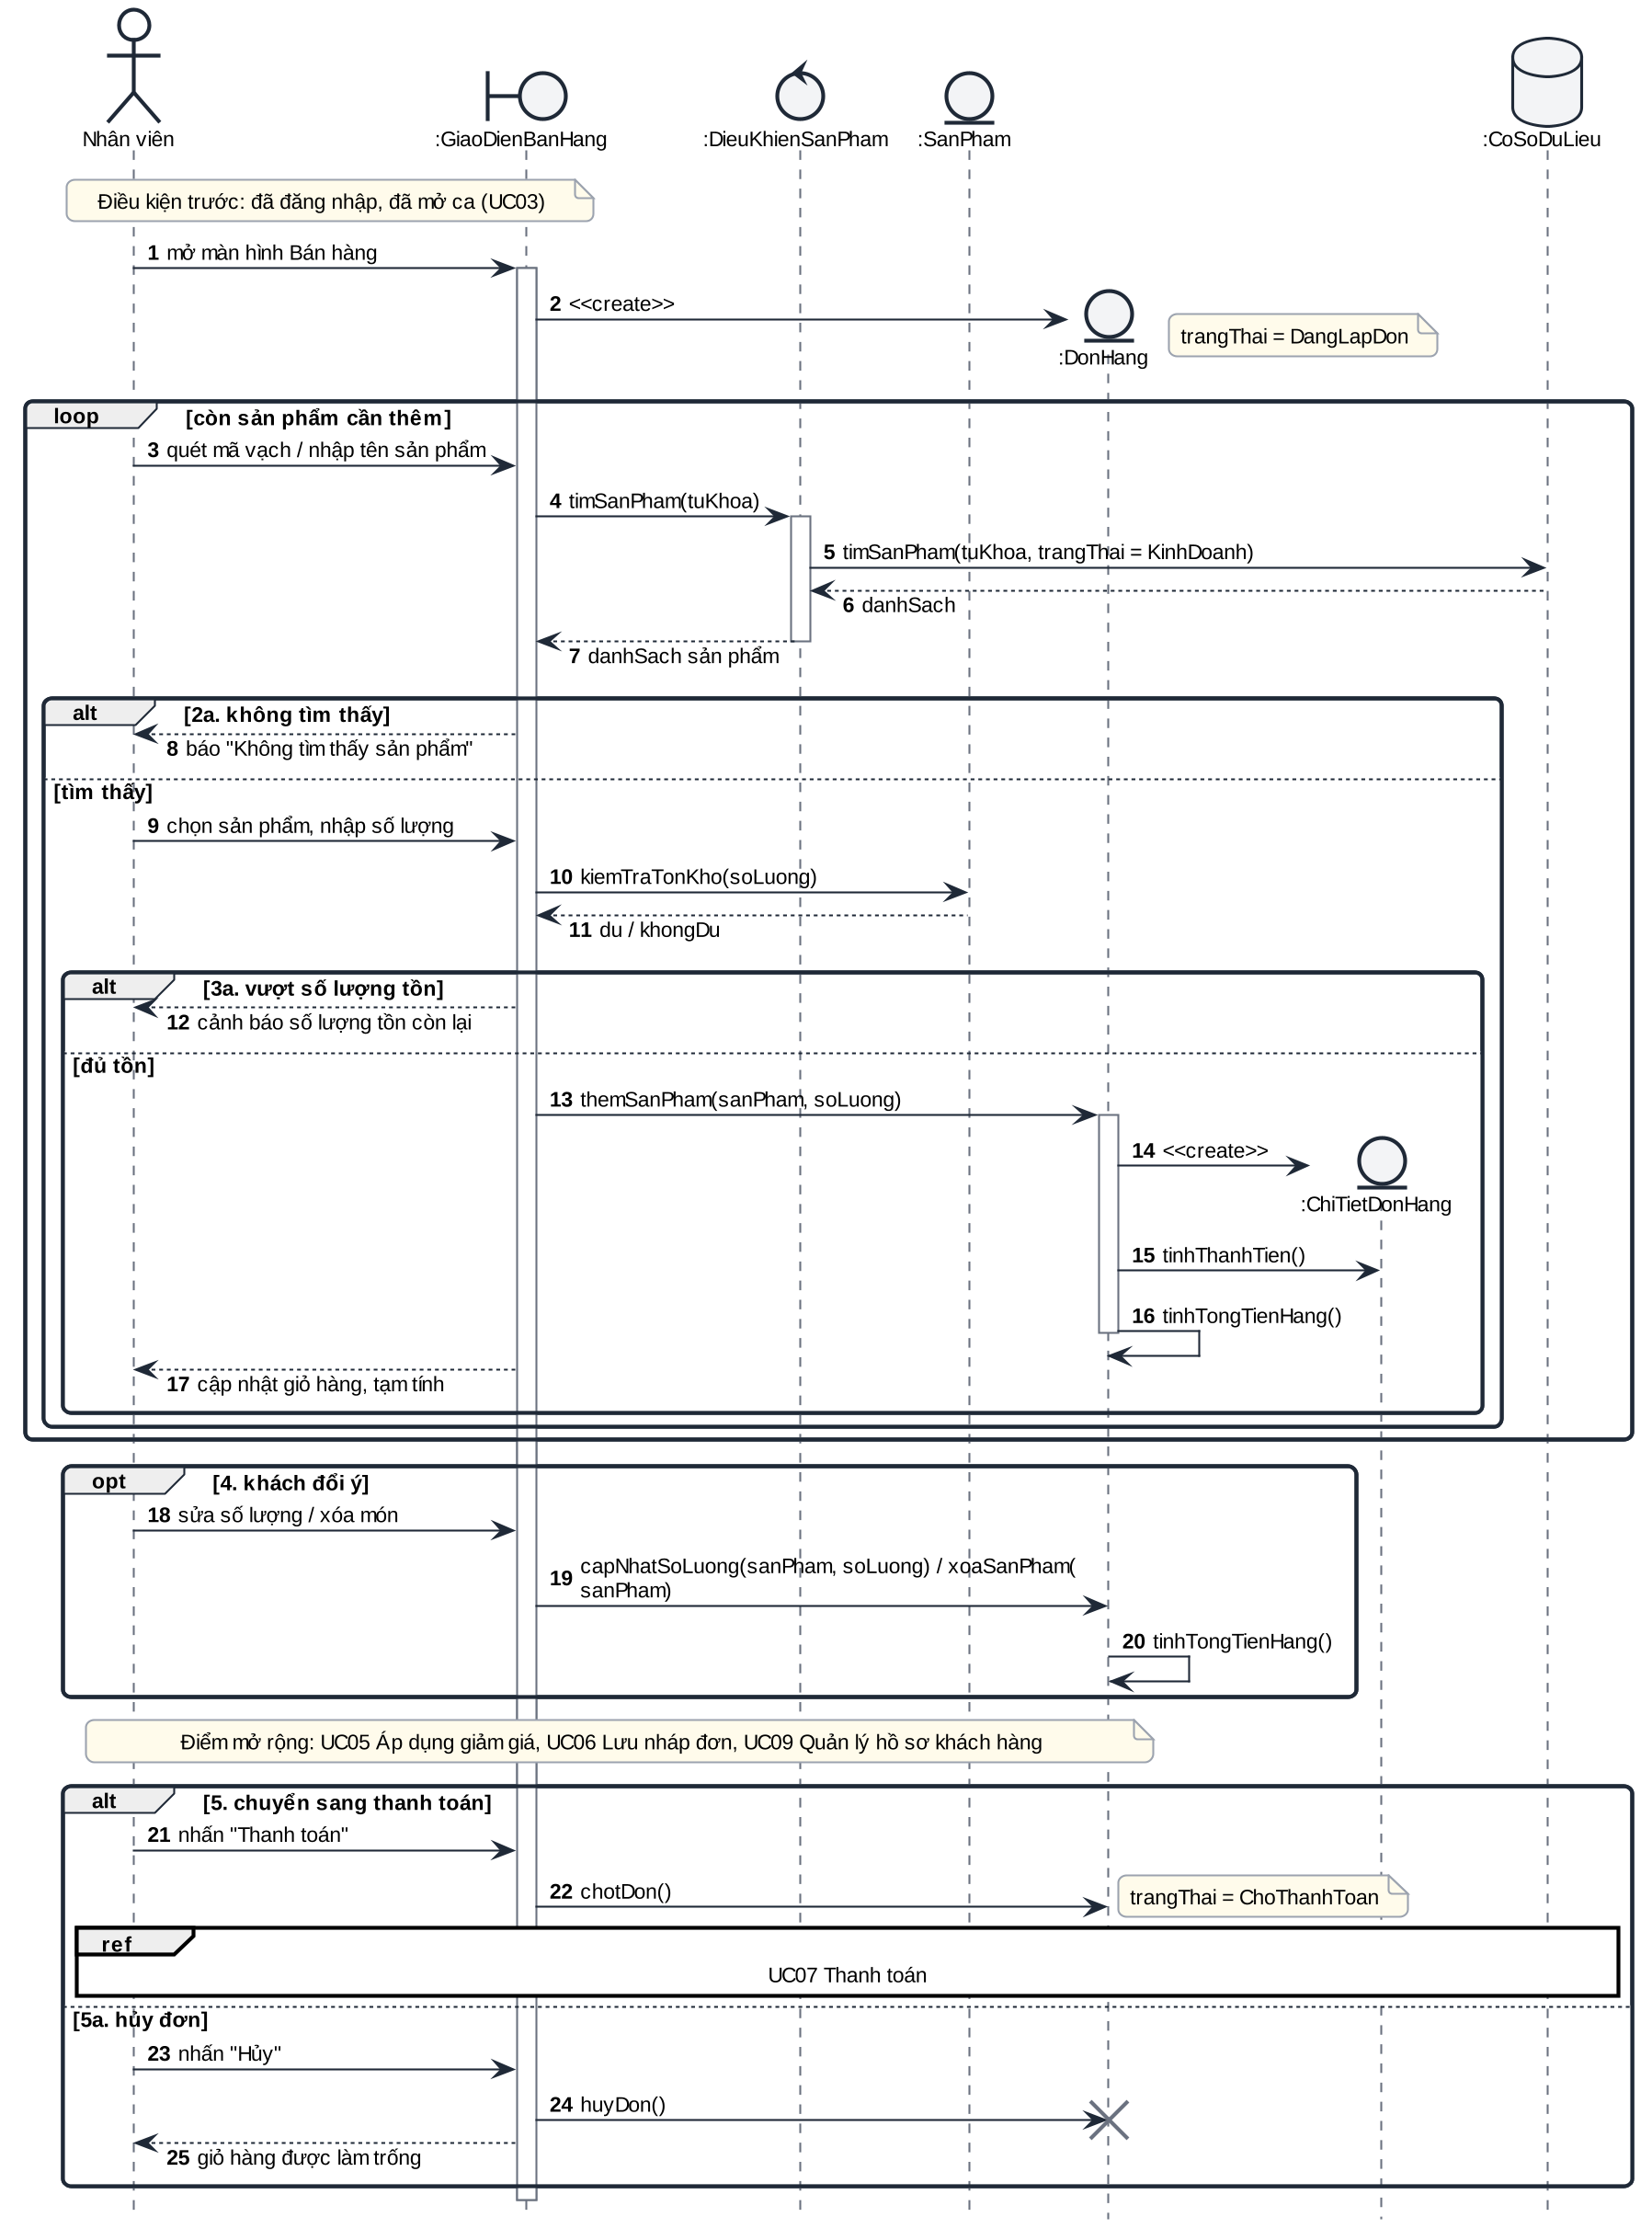 Nhân viên
:GiaoDienBanHang
:DieuKhienSanPham
:SanPham
:CoSoDuLieu
Điều kiện trước: đã đăng nhập, đã mở ca (UC03)
1 mở màn hình Bán hàng
2 <<create>>
:DonHang
trangThai = DangLapDon
loop [còn sản phẩm cần thêm]
3 quét mã vạch / nhập tên sản phẩm
4 timSanPham(tuKhoa)
5 timSanPham(tuKhoa, trangThai = KinhDoanh)
6 danhSach
7 danhSach sản phẩm
alt [2a. không tìm thấy]
8 báo "Không tìm thấy sản phẩm"
[tìm thấy]
9 chọn sản phẩm, nhập số lượng
10 kiemTraTonKho(soLuong)
11 du / khongDu
alt [3a. vượt số lượng tồn]
12 cảnh báo số lượng tồn còn lại
[đủ tồn]
13 themSanPham(sanPham, soLuong)
14 <<create>>
:ChiTietDonHang
15 tinhThanhTien()
16 tinhTongTienHang()
17 cập nhật giỏ hàng, tạm tính
opt [4. khách đổi ý]
18 sửa số lượng / xóa món
19 capNhatSoLuong(sanPham, soLuong) / xoaSanPham(
sanPham)
20 tinhTongTienHang()
Điểm mở rộng: UC05 Áp dụng giảm giá, UC06 Lưu nháp đơn, UC09 Quản lý hồ sơ khách hàng
alt [5. chuyển sang thanh toán]
21 nhấn "Thanh toán"
22 chotDon()
trangThai = ChoThanhToan
ref
UC07 Thanh toán
[5a. hủy đơn]
23 nhấn "Hủy"
24 huyDon()
25 giỏ hàng được làm trống